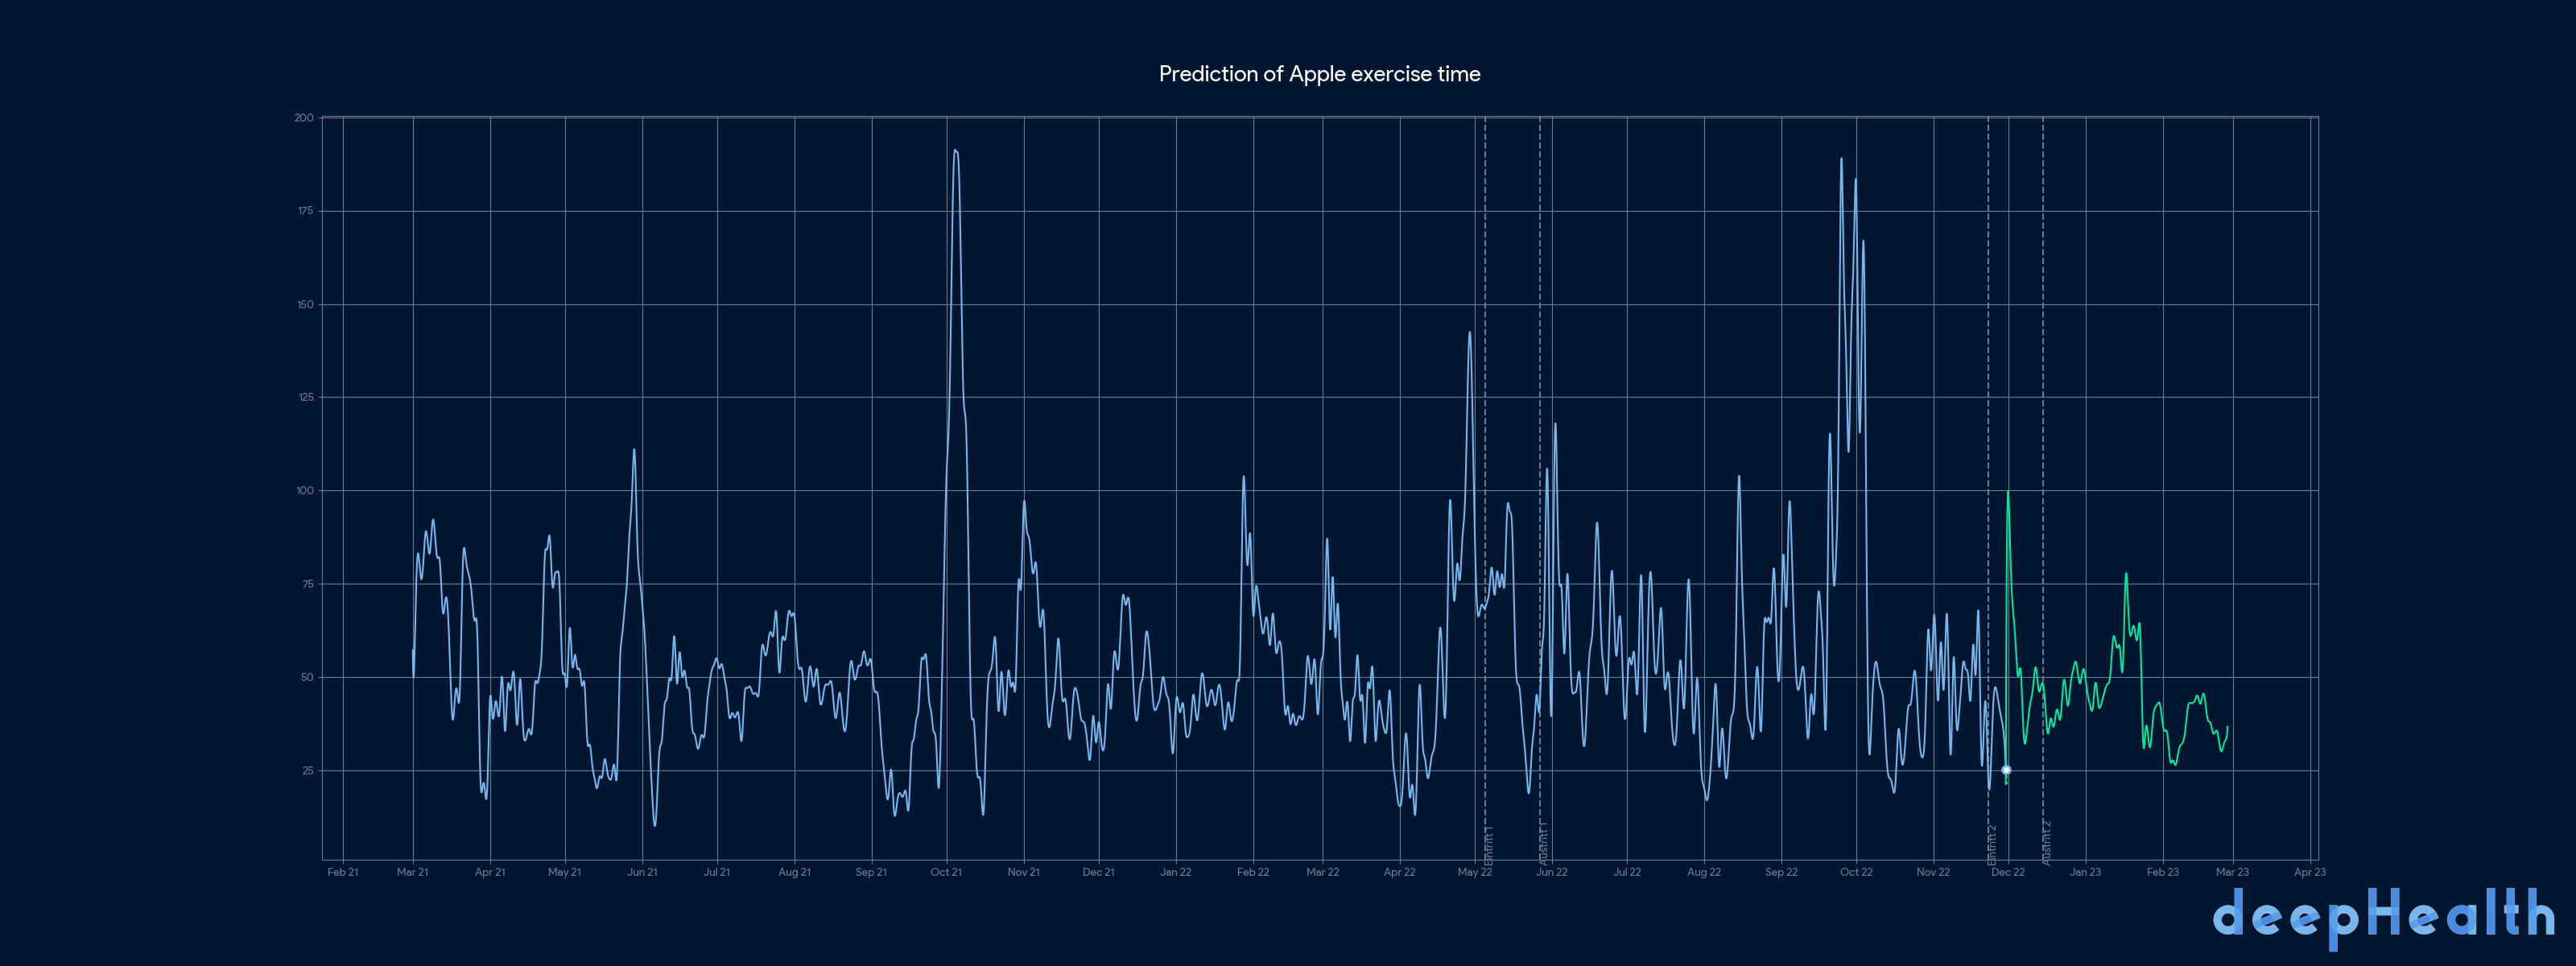 Prediction of Apple exercise time
200
175
150
125
100
75
50
25
Eintritt 1
Austritt 1
Eintritt 2
Austritt 2
Feb 21 Mar 21 Apr 21 May 21 Jun 21 Jul 21 Aug 21 Sep 21 Oct 21 Nov 21 Dec 21 Jan 22 Feb 22 Mar 22 Apr 22 May 22 Jun 22 Jul 22 Aug 22 Sep 22 Oct 22 Nov 22 Dec 22 Jan 23 Feb 23 Mar 23 Apr 23
deepHealth